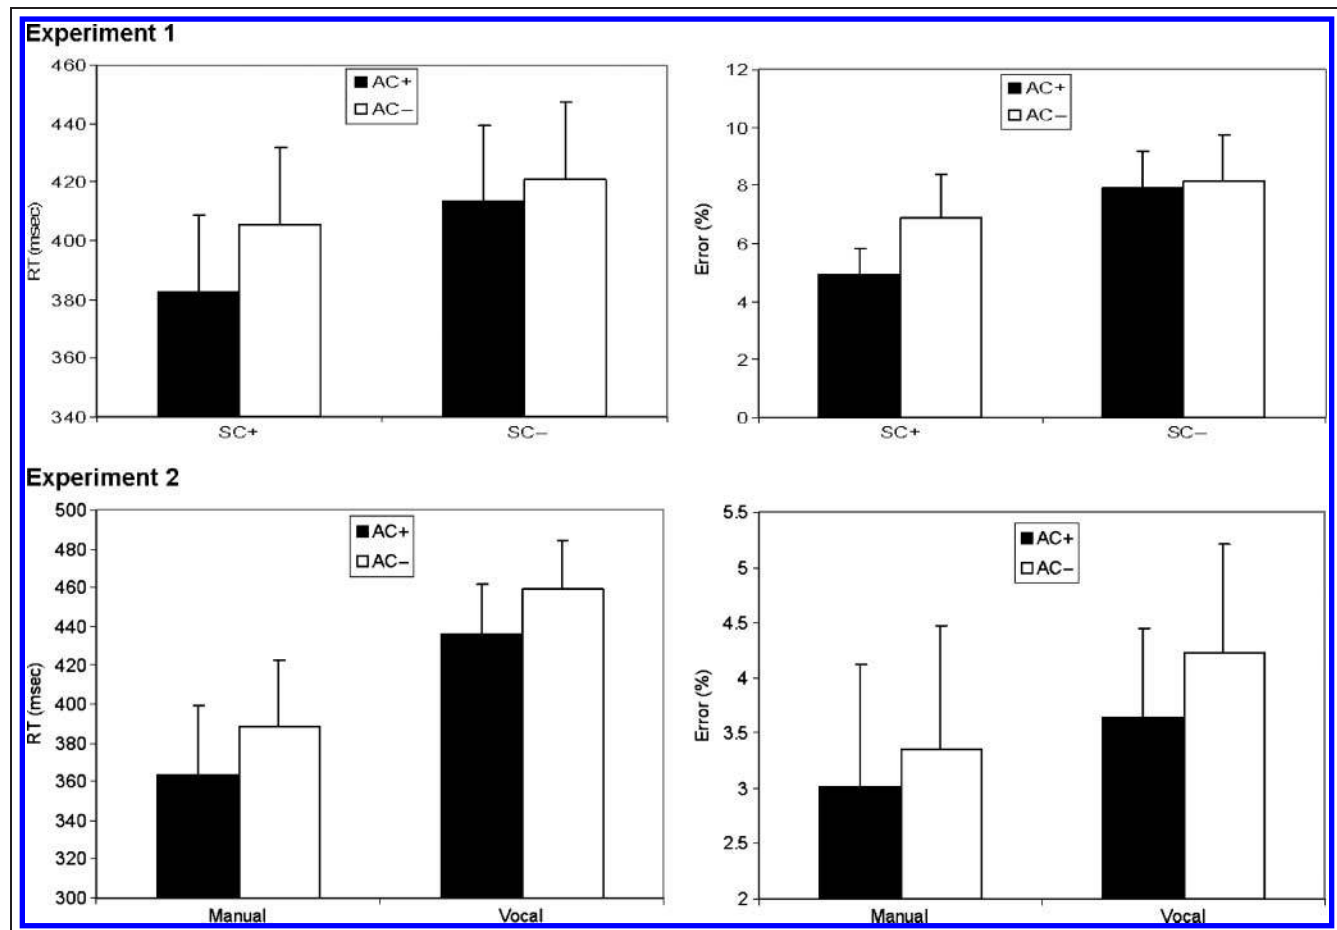 Experiment 1
460
440
420
400
380
360
340
RT (msec)
AC+
AC−
SC+
SC−
12
10
8
6
4
2
0
Error (%)
AC+
AC−
SC+
SC−
Experiment 2
500
480
460
440
420
400
380
360
340
320
300
RT (msec)
AC+
AC−
Manual
Vocal
5.5
5
4.5
4
3.5
3
2.5
2
Error (%)
AC+
AC−
Manual
Vocal